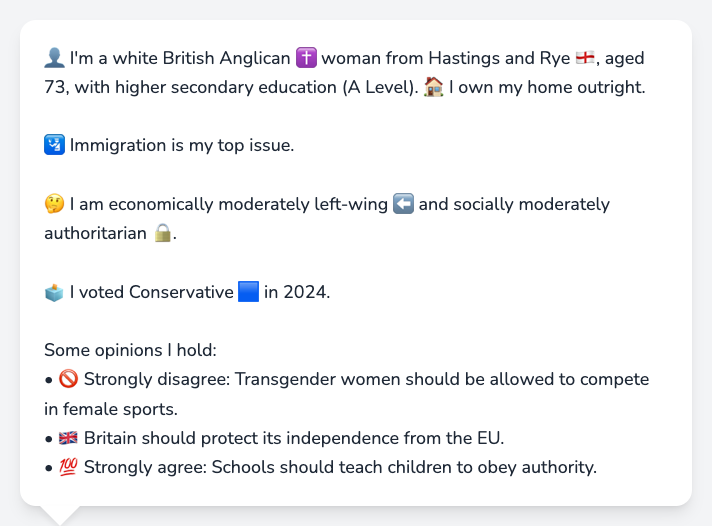 👤 I'm a white British Anglican ✝️ woman from Hastings and Rye 🏴󠁧󠁢󠁥󠁮󠁧󠁿, aged
73, with higher secondary education (A Level). 🏠 I own my home outright.
🛂 Immigration is my top issue.
🤔 I am economically moderately left-wing ⬅️ and socially moderately
authoritarian 🔒.
🗳️ I voted Conservative 🟦 in 2024.
Some opinions I hold:
• 🚫 Strongly disagree: Transgender women should be allowed to compete
in female sports.
• 🇬🇧 Britain should protect its independence from the EU.
• 💯 Strongly agree: Schools should teach children to obey authority.